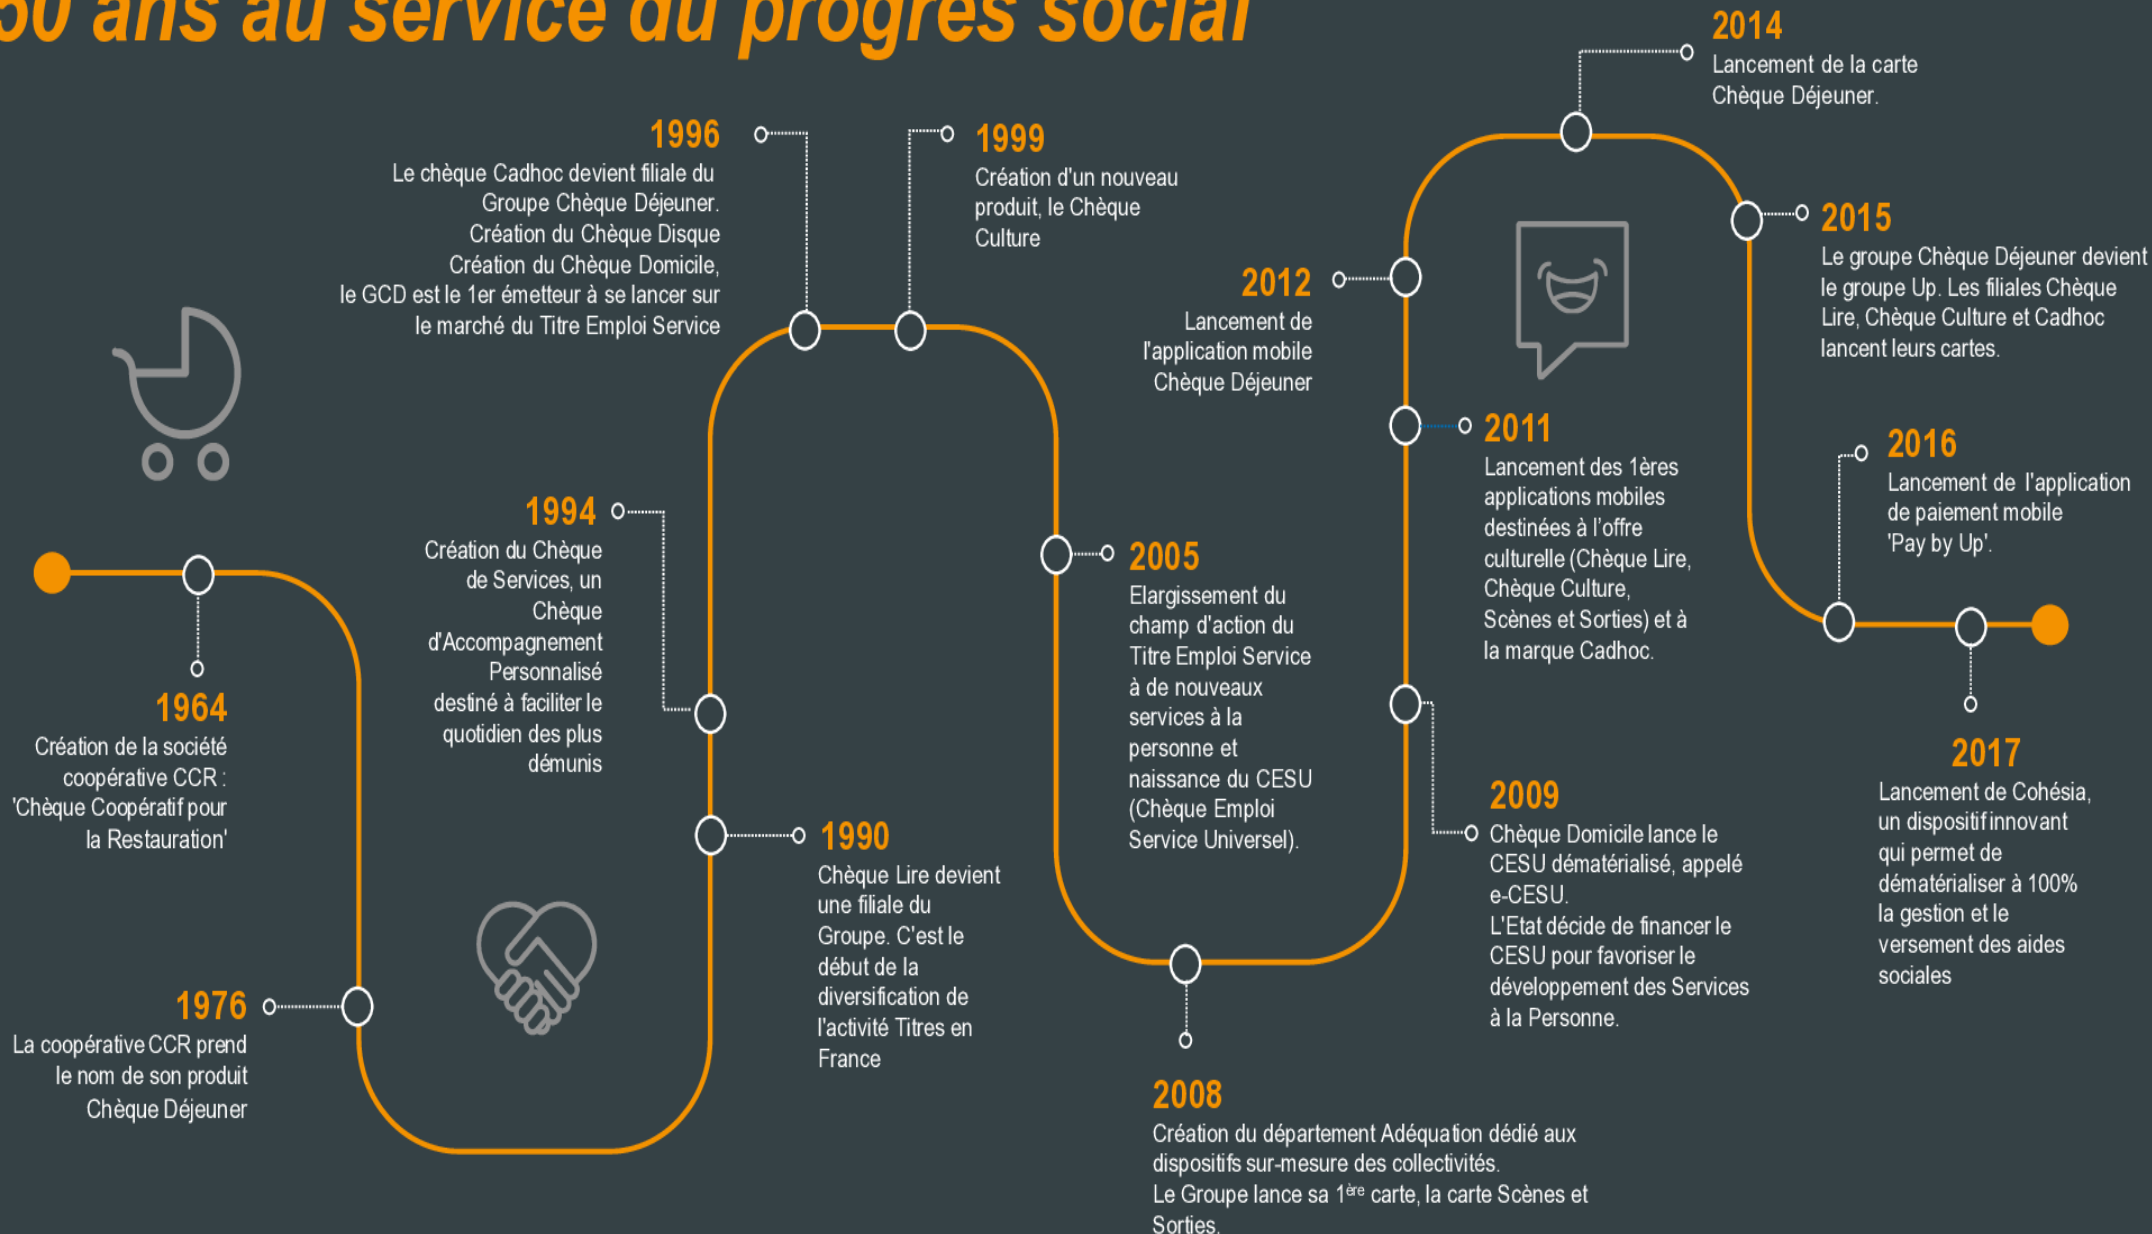 50 ans au service du progrès social
1964
Création de la société
coopérative CCR :
'Chèque Coopératif pour
la Restauration'
1976
La coopérative CCR prend
le nom de son produit
Chèque Déjeuner
1990
Chèque Lire devient
une filiale du
Groupe. C'est le
début de la
diversification de
l'activité Titres en
France
1994
Création du Chèque
de Services, un
Chèque
d'Accompagnement
Personnalisé
destiné à faciliter le
quotidien des plus
démunis
1996
Le chèque Cadhoc devient filiale du
Groupe Chèque Déjeuner.
Création du Chèque Disque
Création du Chèque Domicile,
le GCD est le 1er émetteur à se lancer sur
le marché du Titre Emploi Service
1999
Création d'un nouveau
produit, le Chèque
Culture
2005
Elargissement du
champ d'action du
Titre Emploi Service
à de nouveaux
services à la
personne et
naissance du CESU
(Chèque Emploi
Service Universel).
2008
Création du département Adéquation dédié aux
dispositifs sur-mesure des collectivités.
Le Groupe lance sa 1ère carte, la carte Scènes et
Sorties.
2009
Chèque Domicile lance le
CESU dématérialisé, appelé
e-CESU.
L'Etat décide de financer le
CESU pour favoriser le
développement des Services
à la Personne.
2011
Lancement des 1ères
applications mobiles
destinées à l’offre
culturelle (Chèque Lire,
Chèque Culture,
Scènes et Sorties) et à
la marque Cadhoc.
2012
Lancement de
l'application mobile
Chèque Déjeuner
2014
Lancement de la carte
Chèque Déjeuner.
2015
Le groupe Chèque Déjeuner devient
le groupe Up. Les filiales Chèque
Lire, Chèque Culture et Cadhoc
lancent leurs cartes.
2016
Lancement de l'application
de paiement mobile
'Pay by Up'.
2017
Lancement de Cohésia,
un dispositif innovant
qui permet de
dématérialiser à 100%
la gestion et le
versement des aides
sociales